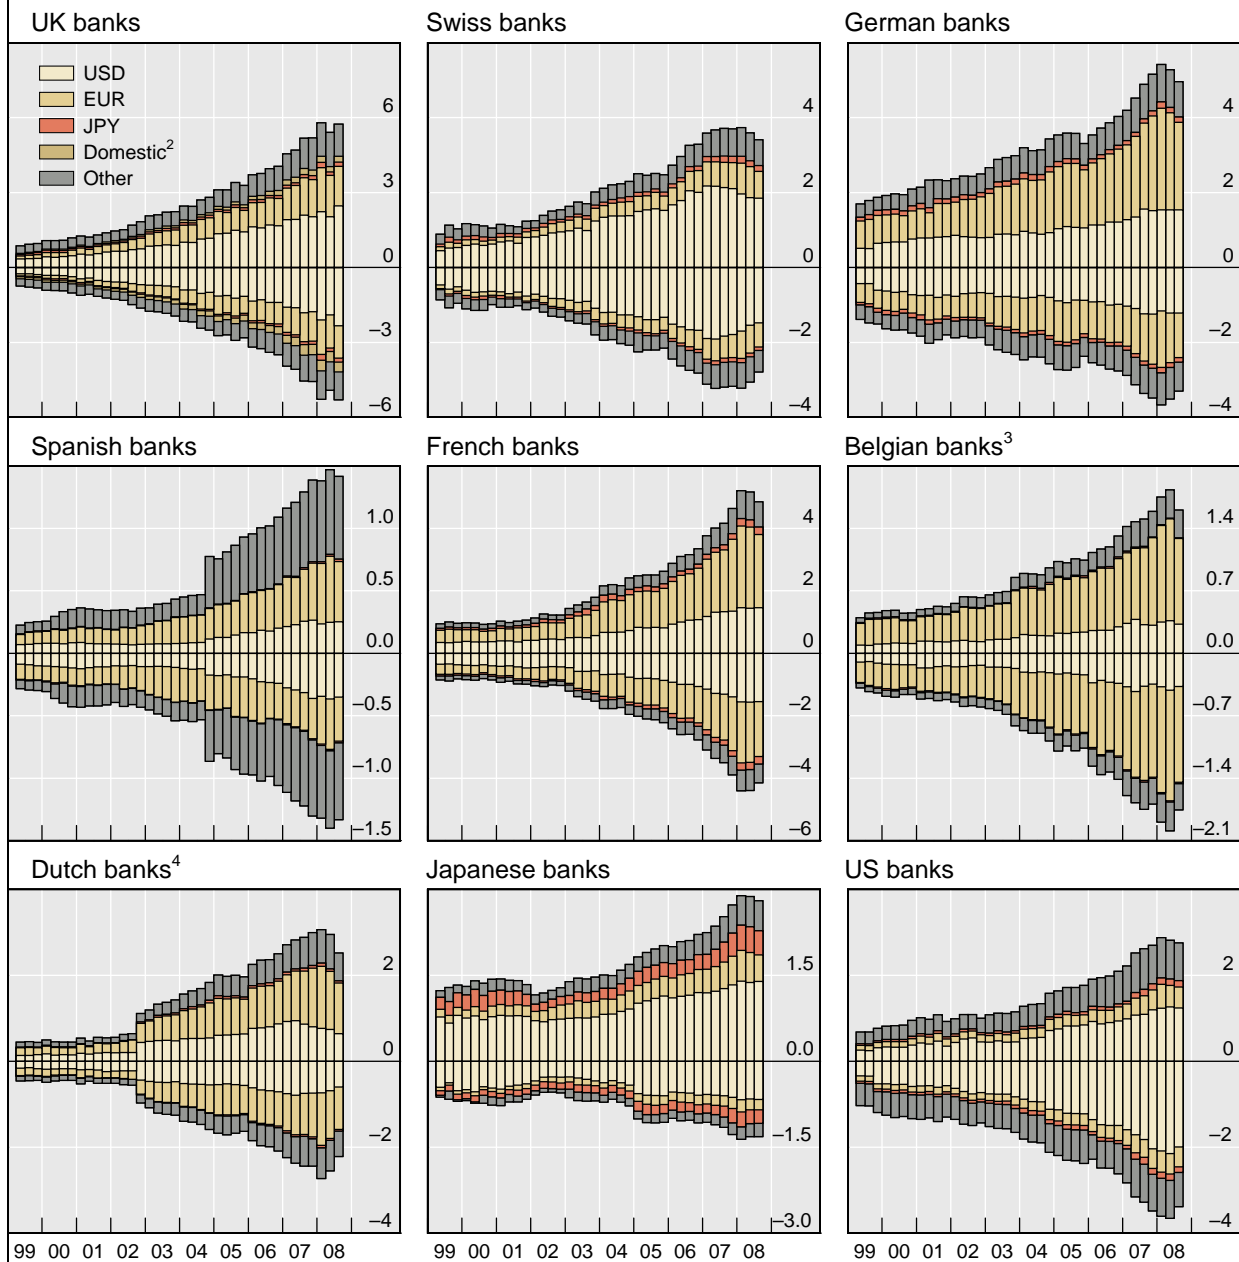 UK banks
Swiss banks
German banks
USD
EUR
JPY
Domestic2
Other
6
3
0
−3
−6
4
2
0
−2
−4
4
2
0
−2
−4
Spanish banks
French banks
Belgian banks3
1.0
0.5
0.0
−0.5
−1.0
−1.5
4
2
0
−2
−4
−6
1.4
0.7
0.0
−0.7
−1.4
−2.1
Dutch banks4
Japanese banks
US banks
2
0
−2
−4
1.5
0.0
−1.5
−3.0
2
0
−2
−4
99 00 01 02 03 04 05 06 07 08
99 00 01 02 03 04 05 06 07 08
99 00 01 02 03 04 05 06 07 08